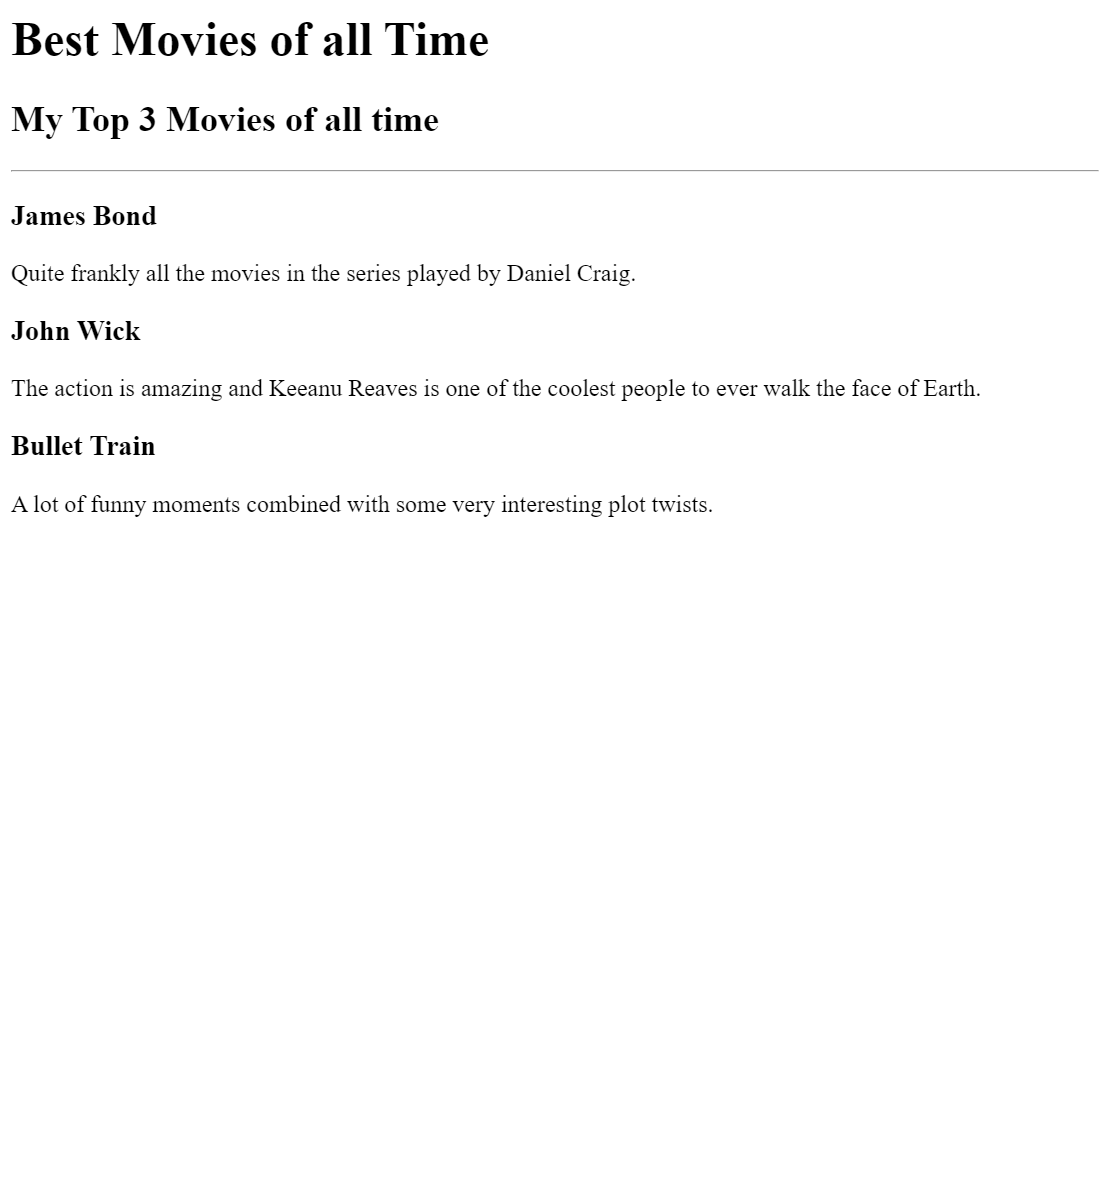 Best Movies of all Time
My Top 3 Movies of all time
James Bond
Quite frankly all the movies in the series played by Daniel Craig.
John Wick
The action is amazing and Keeanu Reaves is one of the coolest people to ever walk the face of Earth.
Bullet Train
A lot of funny moments combined with some very interesting plot twists.